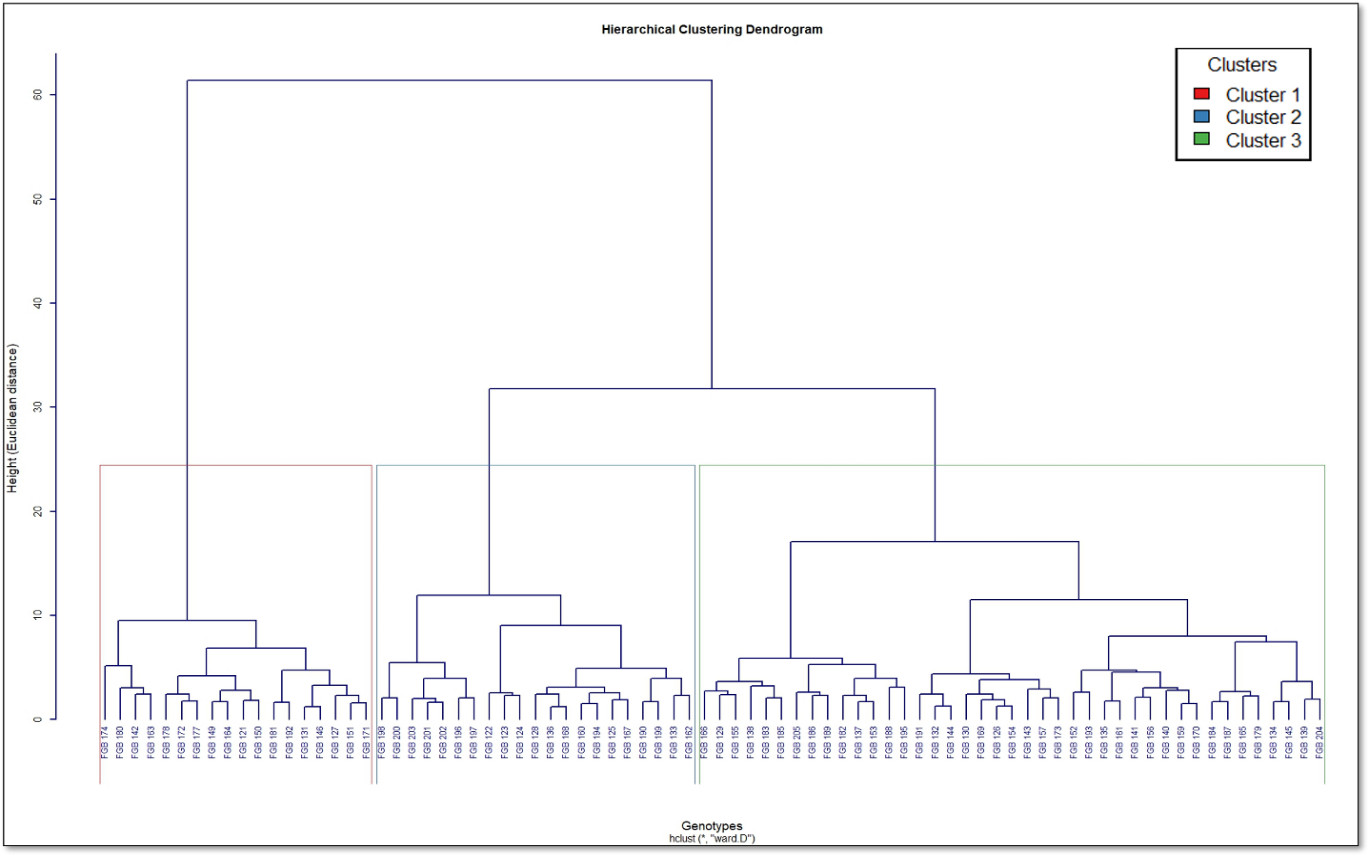 Hierarchical Clustering Dendrogram
Clusters
Cluster 1
Cluster 2
Cluster 3
Height (Euclidean distance)
60
50
40
30
20
10
0
FGB 174
FGB 180
FGB 142
FGB 163
FGB 178
FGB 172
FGB 177
FGB 149
FGB 164
FGB 121
FGB 150
FGB 181
FGB 192
FGB 131
FGB 146
FGB 127
FGB 151
FGB 171
FGB 198
FGB 200
FGB 203
FGB 201
FGB 202
FGB 196
FGB 197
FGB 122
FGB 123
FGB 124
FGB 128
FGB 136
FGB 168
FGB 160
FGB 194
FGB 125
FGB 167
FGB 190
FGB 199
FGB 133
FGB 162
FGB 166
FGB 129
FGB 155
FGB 138
FGB 183
FGB 185
FGB 205
FGB 186
FGB 189
FGB 182
FGB 137
FGB 153
FGB 188
FGB 195
FGB 191
FGB 132
FGB 144
FGB 130
FGB 169
FGB 126
FGB 154
FGB 143
FGB 157
FGB 173
FGB 152
FGB 193
FGB 135
FGB 161
FGB 141
FGB 156
FGB 140
FGB 159
FGB 170
FGB 184
FGB 187
FGB 165
FGB 179
FGB 134
FGB 145
FGB 139
FGB 204
Genotypes
hclust (*, "ward.D")